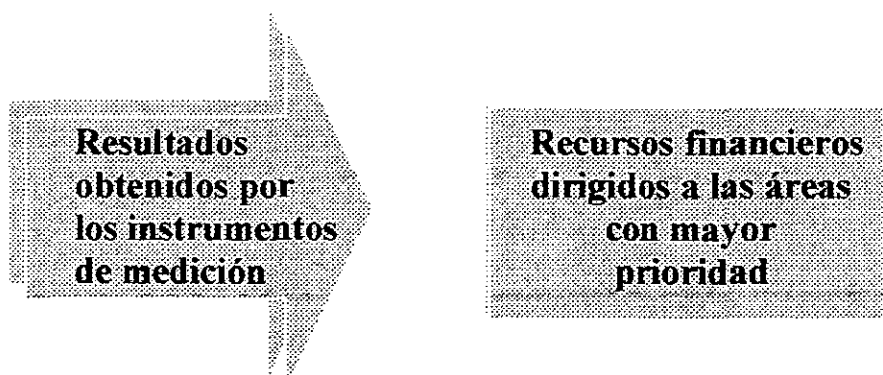 Resultados
obtenidos por
los instrumentos
de medición
Recursos financieros
dirigidos a las áreas
con mayor
prioridad